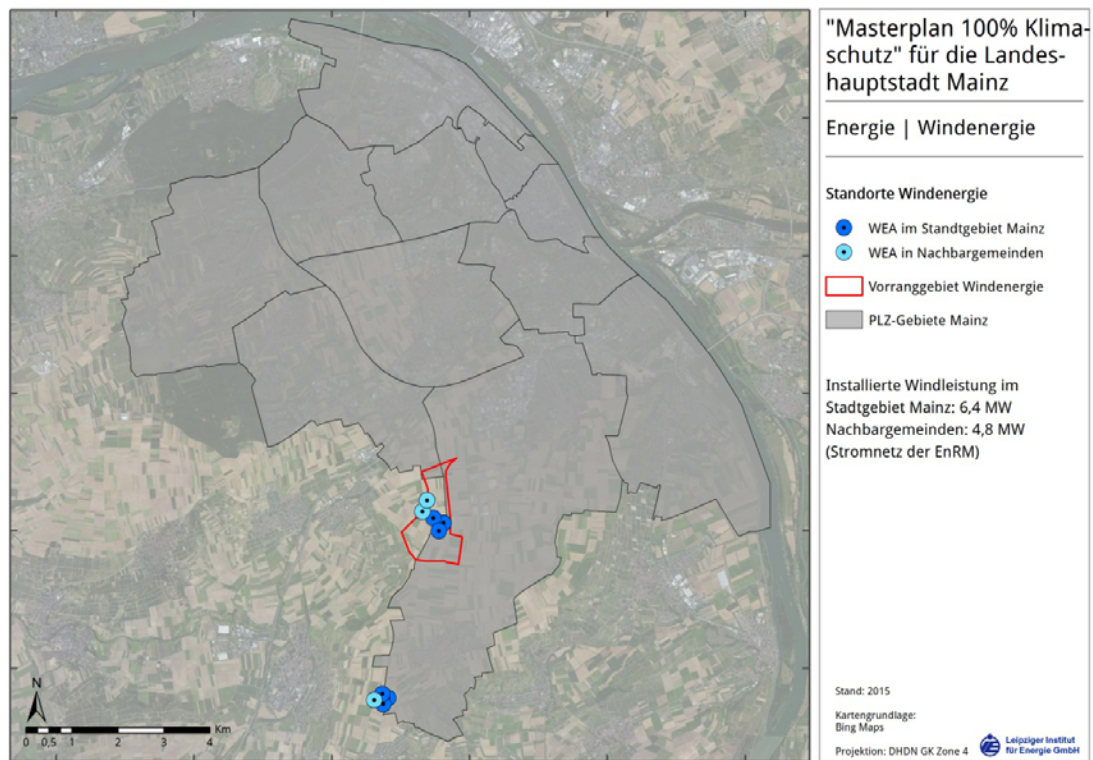 "Masterplan 100% Klima-
schutz" für die Landes-
hauptstadt Mainz
Energie | Windenergie
Standorte Windenergie
WEA im Standtgebiet Mainz
WEA in Nachbargemeinden
Vorranggebiet Windenergie
PLZ-Gebiete Mainz
Installierte Windleistung im
Stadtgebiet Mainz: 6,4 MW
Nachbargemeinden: 4,8 MW
(Stromnetz der EnRM)
N
Km
0 0,5 1 2 3 4
Stand: 2015
Kartengrundlage:
Bing Maps
Projektion: DHDN GK Zone 4
Leipziger Institut
für Energie GmbH